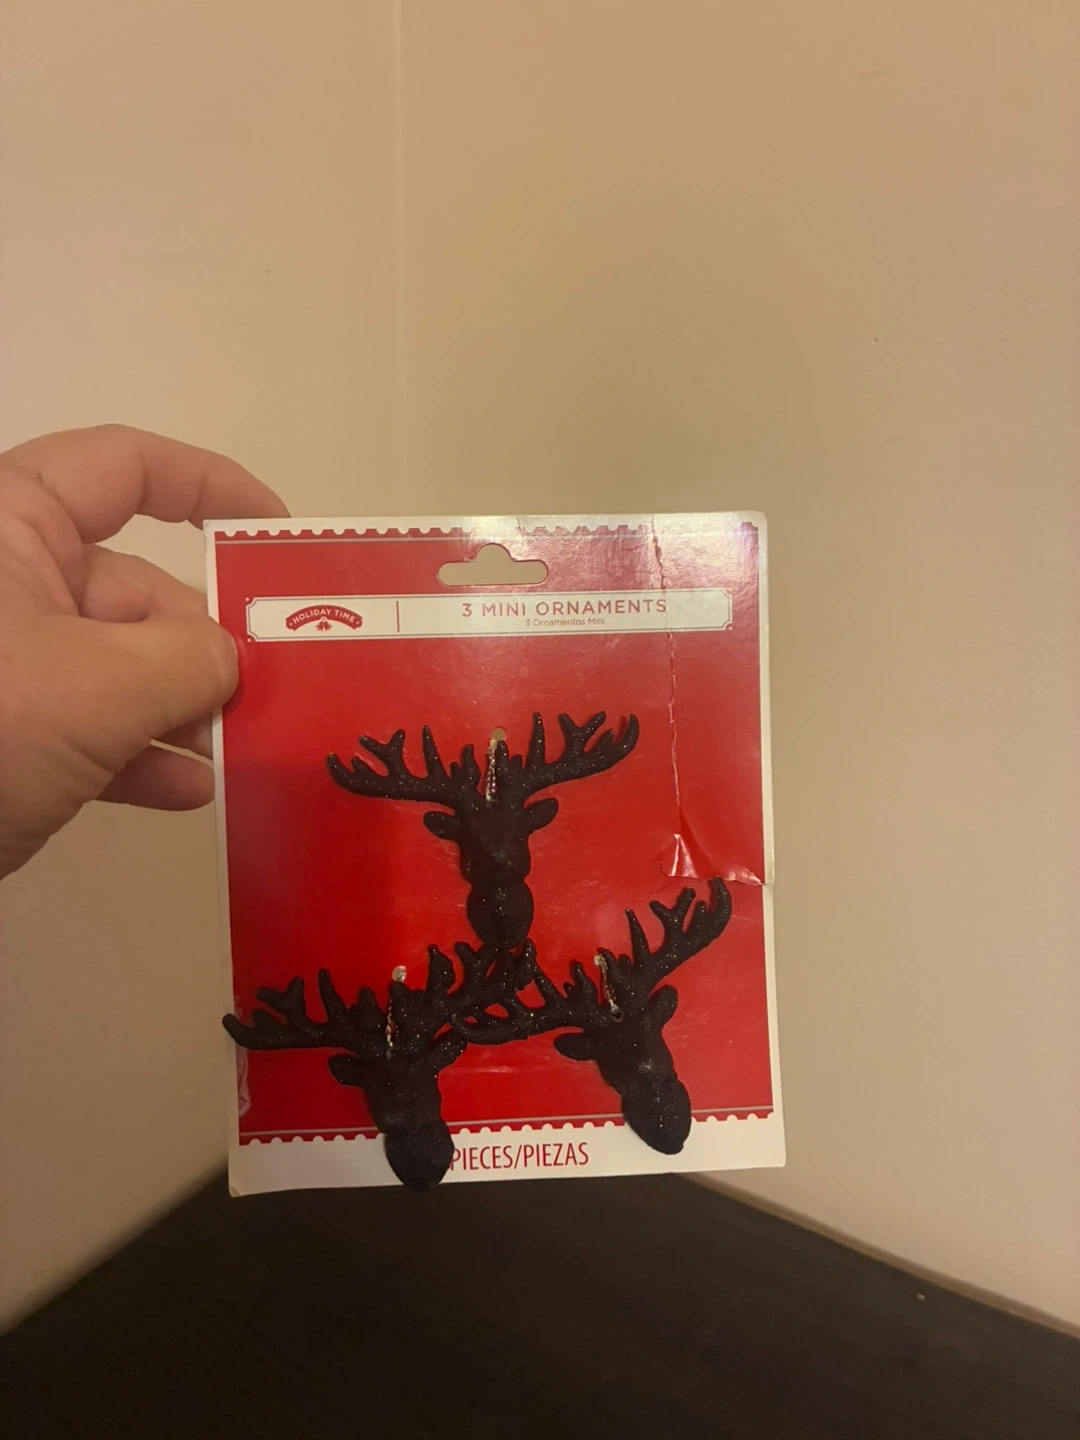 HOLIDAY TIME
3 MINI ORNAMENTS
3 Ornamentos Mini
PIECES/PIEZAS